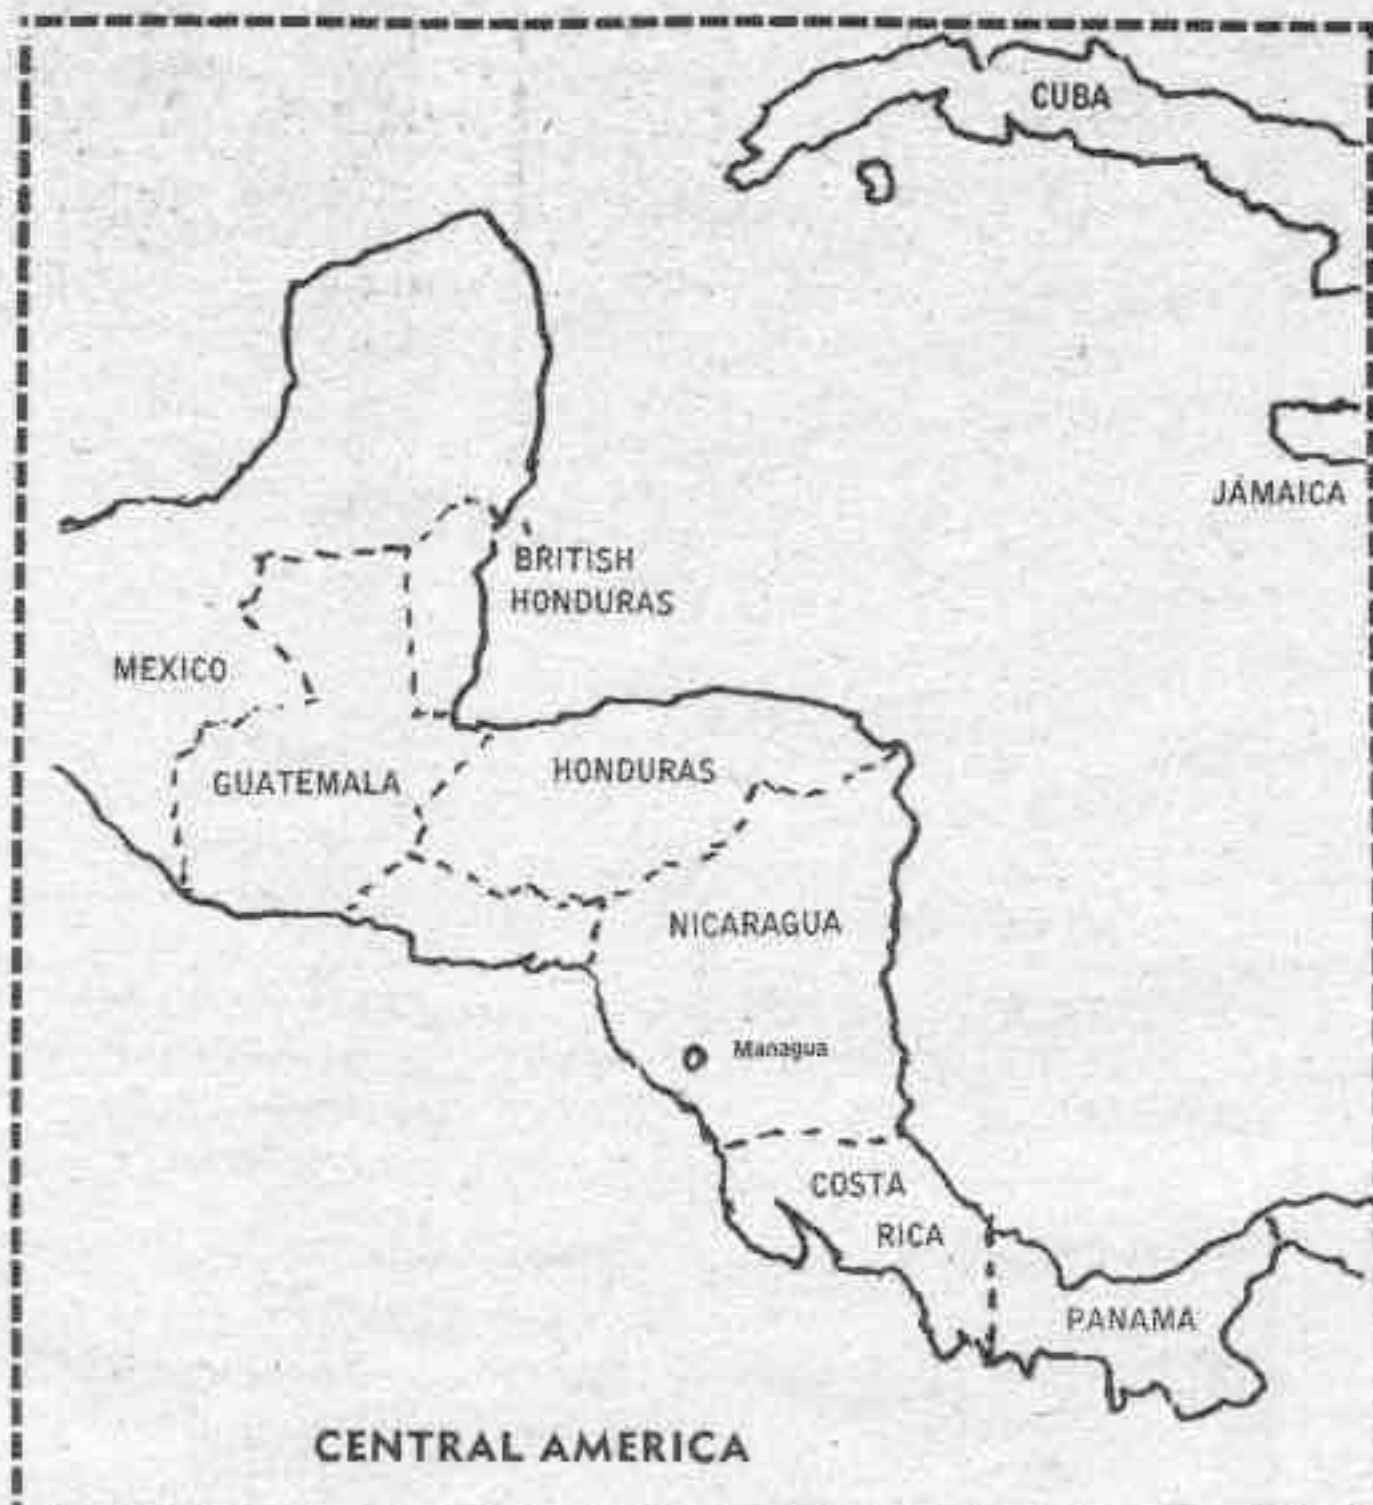 CUBA
JAMAICA
BRITISH
HONDURAS
MEXICO
HONDURAS
GUATEMALA
NICARAGUA
Managua
COSTA
RICA
PANAMA
CENTRAL AMERICA